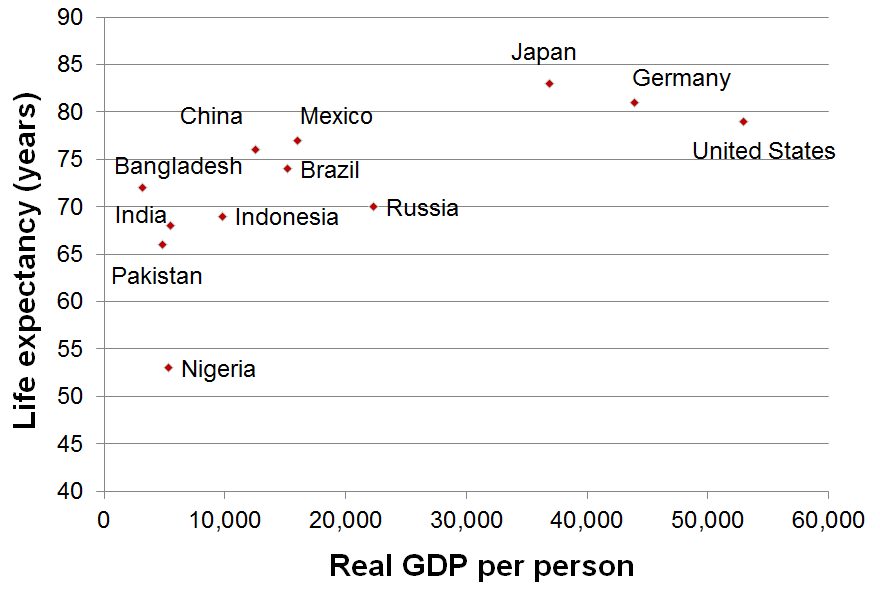 90
85
80
75
70
65
60
55
50
45
40
Life expectancy (years)
Japan
Germany
China
Mexico
United States
Bangladesh
Brazil
India
Indonesia
Russia
Pakistan
Nigeria
0
10,000
20,000
30,000
40,000
50,000
60,000
Real GDP per person